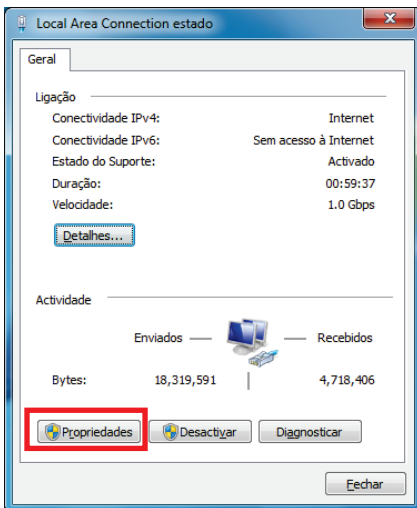 Local Area Connection estado
Geral
Ligação
Conectividade IPv4: Internet
Conectividade IPv6: Sem acesso à Internet
Estado do Suporte: Activado
Duração: 00:59:37
Velocidade: 1.0 Gbps
Detalhes...
Actividade
Enviados Recebidos
Bytes: 18,319,591 4,718,406
Propriedades Desactivar Diagnosticar
Fechar